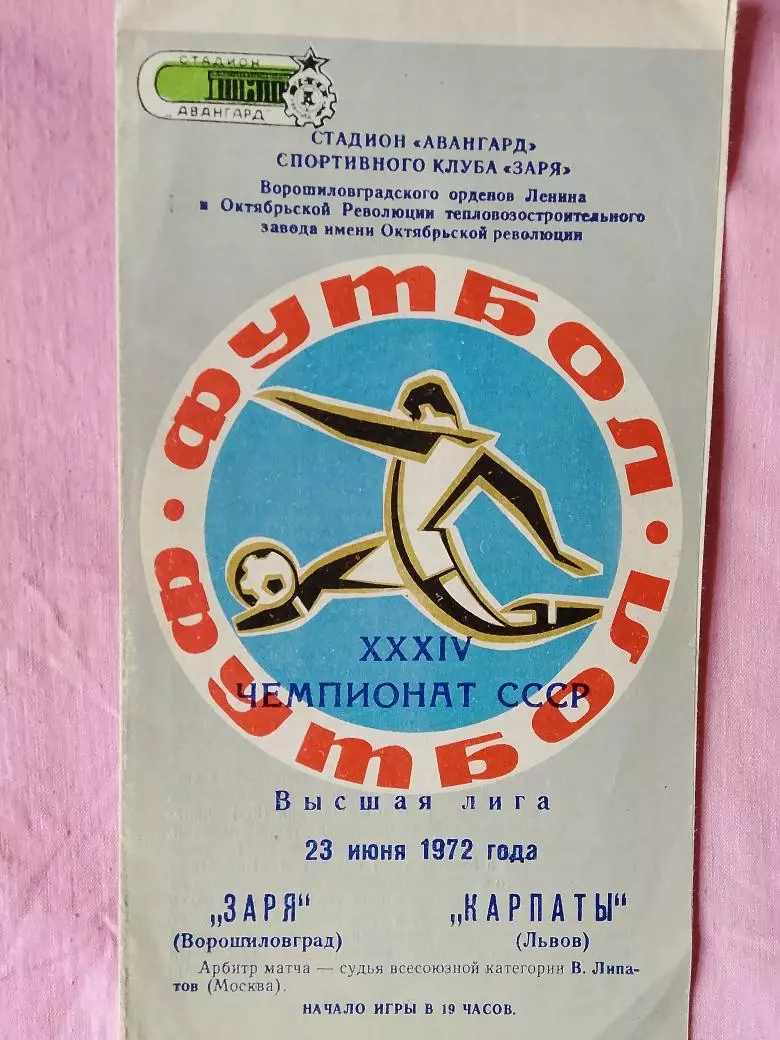 СТАДИОН
„АВАНГАРД"
СТАДИОН «АВАНГАРД»
СПОРТИВНОГО КЛУБА «ЗАРЯ»
Ворошиловградского орденов Ленина
и Октябрьской Революции тепловозостроительного
завода имени Октябрьской революции
ФУТБОЛ · ФУТБОЛ ·
XXXIV
ЧЕМПИОНАТ СССР
Высшая лига
23 июня 1972 года
„ЗАРЯ" „КАРПАТЫ"
(Ворошиловград) (Львов)
Арбитр матча — судья всесоюзной категории В. Липа-
тов (Москва).
НАЧАЛО ИГРЫ В 19 ЧАСОВ.